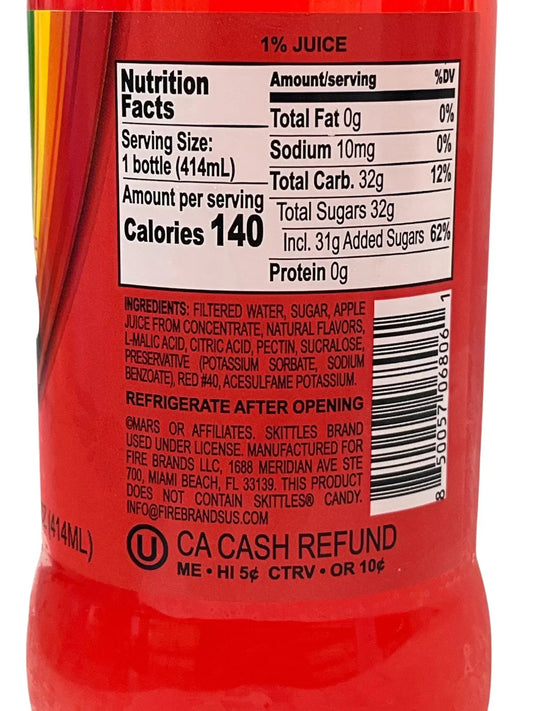 1% JUICE
Nutrition
Facts
Serving Size:
1 bottle (414mL)
Amount per serving
Calories 140
Amount/serving %DV
Total Fat 0g 0%
Sodium 10mg 0%
Total Carb. 32g 12%
Total Sugars 32g
Incl. 31g Added Sugars 62%
Protein 0g
INGREDIENTS: FILTERED WATER, SUGAR, APPLE
JUICE FROM CONCENTRATE, NATURAL FLAVORS,
L-MALIC ACID, CITRIC ACID, PECTIN, SUCRALOSE,
PRESERVATIVE (POTASSIUM SORBATE, SODIUM
BENZOATE), RED #40, ACESULFAME POTASSIUM.
REFRIGERATE AFTER OPENING
©MARS OR AFFILIATES. SKITTLES BRAND
USED UNDER LICENSE. MANUFACTURED FOR
FIRE BRANDS LLC, 1688 MERIDIAN AVE STE
700, MIAMI BEACH, FL 33139. THIS PRODUCT
DOES NOT CONTAIN SKITTLES® CANDY.
INFO@FIREBRANDSUS.COM
8 50057 06806 1
(414ML)
U CA CASH REFUND
ME • HI 5¢ CTRV • OR 10¢